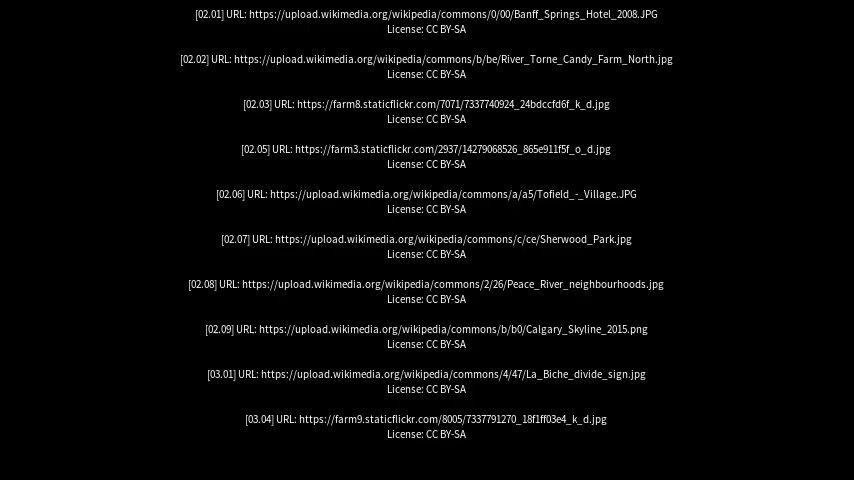 [02.01] URL: https://upload.wikimedia.org/wikipedia/commons/0/00/Banff_Springs_Hotel_2008.JPG
License: CC BY-SA
[02.02] URL: https://upload.wikimedia.org/wikipedia/commons/b/be/River_Torne_Candy_Farm_North.jpg
License: CC BY-SA
[02.03] URL: https://farm8.staticflickr.com/7071/7337740924_24bdccfd6f_k_d.jpg
License: CC BY-SA
[02.05] URL: https://farm3.staticflickr.com/2937/14279068526_865e911f5f_o_d.jpg
License: CC BY-SA
[02.06] URL: https://upload.wikimedia.org/wikipedia/commons/a/a5/Tofield_-_Village.JPG
License: CC BY-SA
[02.07] URL: https://upload.wikimedia.org/wikipedia/commons/c/ce/Sherwood_Park.jpg
License: CC BY-SA
[02.08] URL: https://upload.wikimedia.org/wikipedia/commons/2/26/Peace_River_neighbourhoods.jpg
License: CC BY-SA
[02.09] URL: https://upload.wikimedia.org/wikipedia/commons/b/b0/Calgary_Skyline_2015.png
License: CC BY-SA
[03.01] URL: https://upload.wikimedia.org/wikipedia/commons/4/47/La_Biche_divide_sign.jpg
License: CC BY-SA
[03.04] URL: https://farm9.staticflickr.com/8005/7337791270_18f1ff03e4_k_d.jpg
License: CC BY-SA